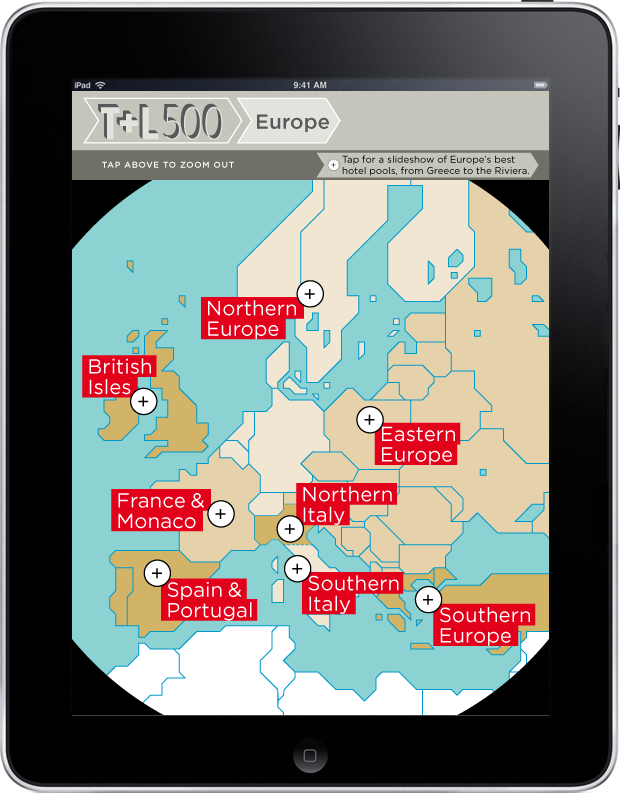 iPad
9:41 AM
T+L 500
Europe
TAP ABOVE TO ZOOM OUT
Tap for a slideshow of Europe's best
hotel pools, from Greece to the Riviera.
Northern
Europe
British
Isles
Eastern
Europe
France &
Monaco
Northern
Italy
Spain &
Portugal
Southern
Italy
Southern
Europe